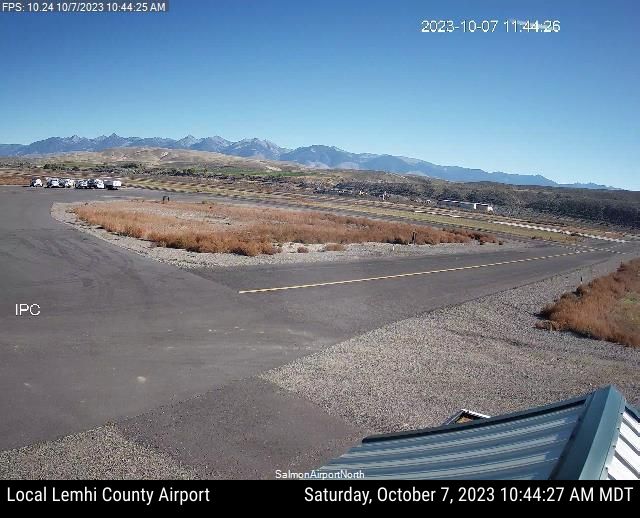 FPS: 10.24 10/7/2023 10:44:25 AM
2023-10-07 11:44:26
IPC
SalmonAirportNorth
Local Lemhi County Airport
Saturday, October 7, 2023 10:44:27 AM MDT